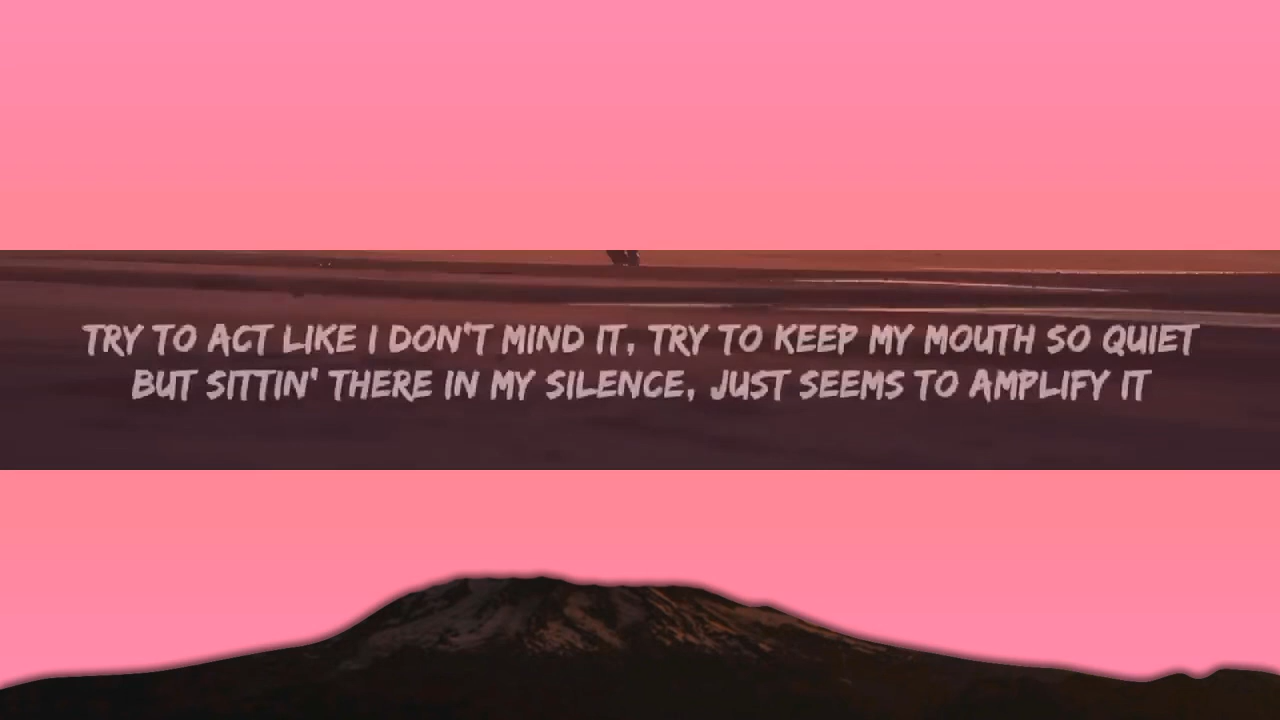 TRY TO ACT LIKE I DON'T MIND IT, TRY TO KEEP MY MOUTH SO QUIET
BUT SITTIN' THERE IN MY SILENCE, JUST SEEMS TO AMPLIFY IT